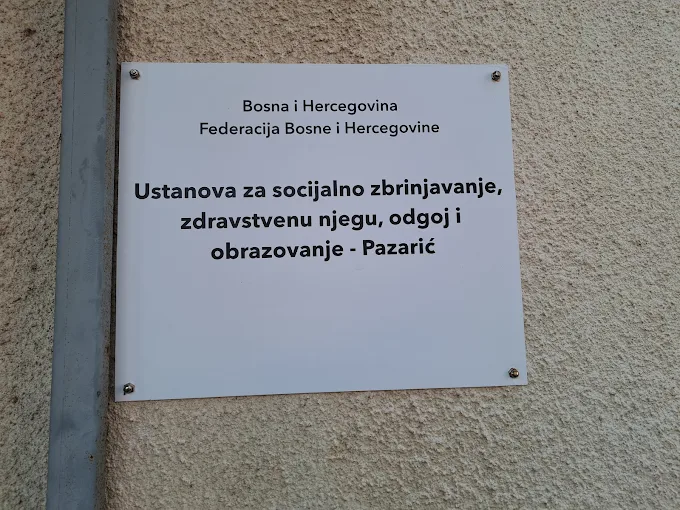 Bosna i Hercegovina
Federacija Bosne i Hercegovine
Ustanova za socijalno zbrinjavanje,
zdravstvenu njegu, odgoj i
obrazovanje - Pazarić